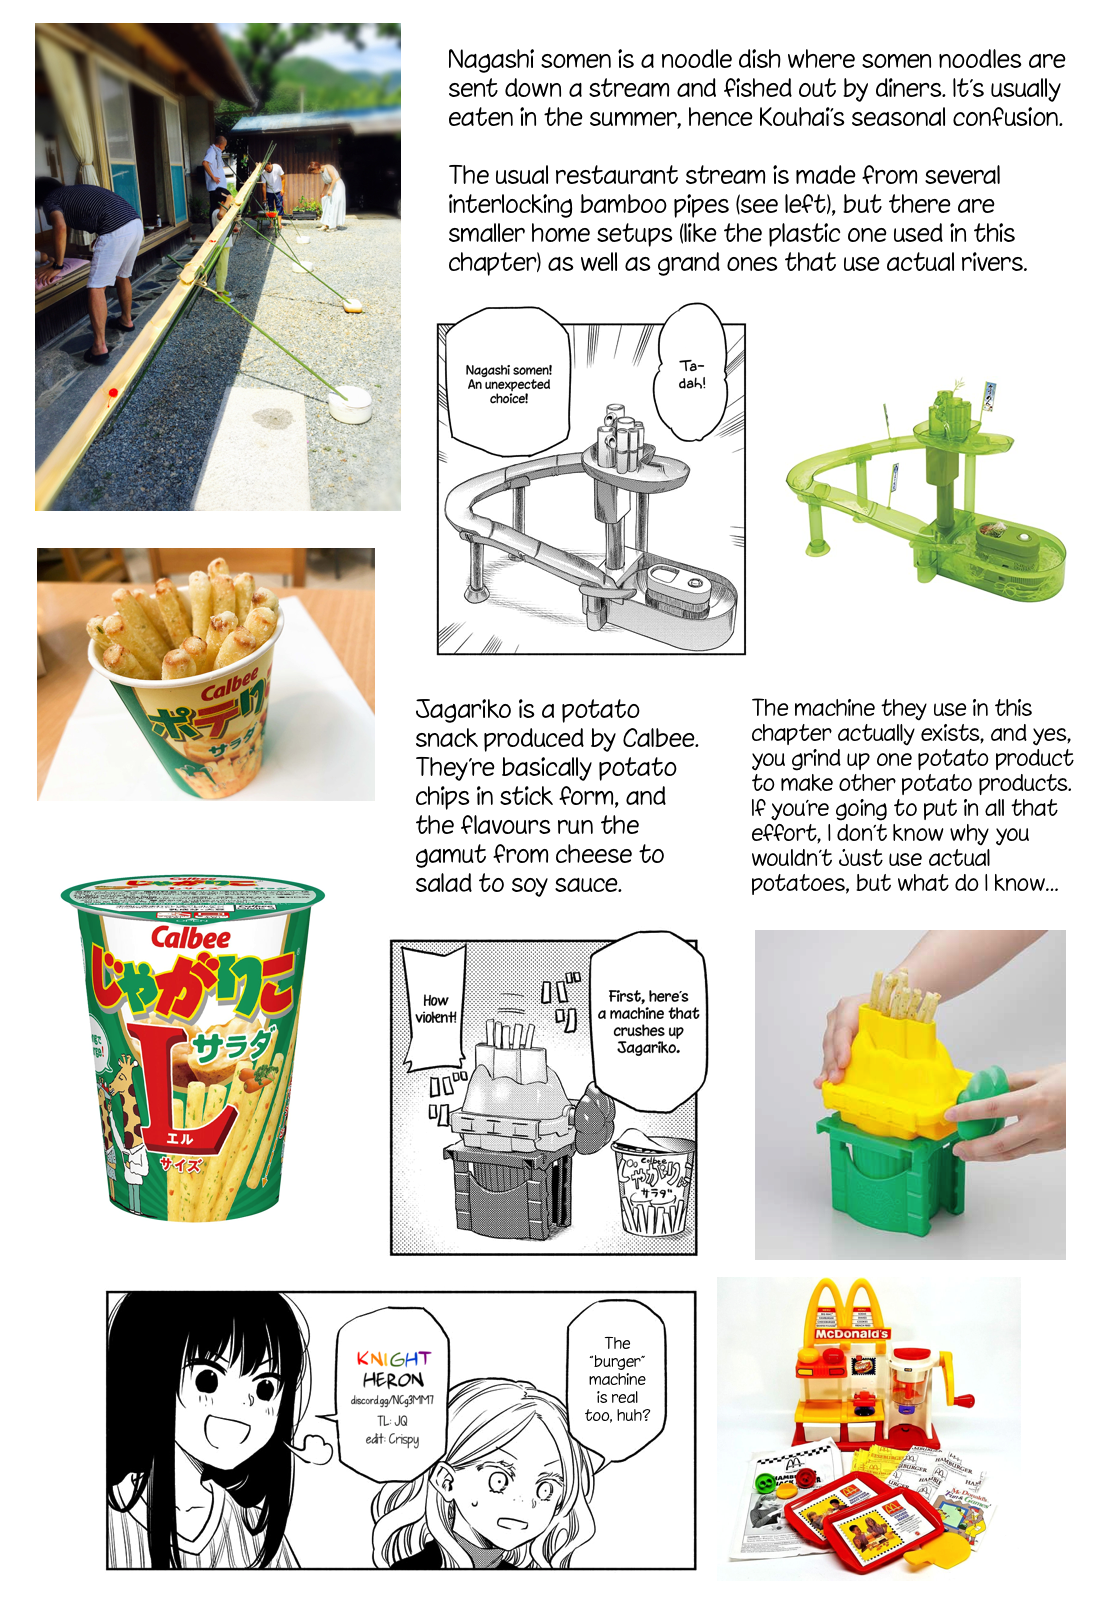 Nagashi somen is a noodle dish where somen noodles are
sent down a stream and fished out by diners. It's usually
eaten in the summer, hence Kouhai's seasonal confusion.
The usual restaurant stream is made from several
interlocking bamboo pipes (see left), but there are
smaller home setups (like the plastic one used in this
chapter) as well as grand ones that use actual rivers.
Nagashi somen!
An unexpected
choice!
Ta-
dah!
Calbee
ポテりこ
サラダ
Jagariko is a potato
snack produced by Calbee.
They're basically potato
chips in stick form, and
the flavours run the
gamut from cheese to
salad to soy sauce.
The machine they use in this
chapter actually exists, and yes,
you grind up one potato product
to make other potato products.
If you're going to put in all that
effort, I don't know why you
wouldn't just use actual
potatoes, but what do I know...
じゃがりこ
Calbee
じゃがりこ
L
サラダ
エル
サイズ
How
violent!
First, here's
a machine that
crushes up
Jagariko.
Calbee
じゃがりこ
サラダ
KNIGHT
HERON
discord.gg/NCg3M1M7
TL: JQ
edit: Crispy
The
"burger"
machine
is real
too, huh?
McDonald's